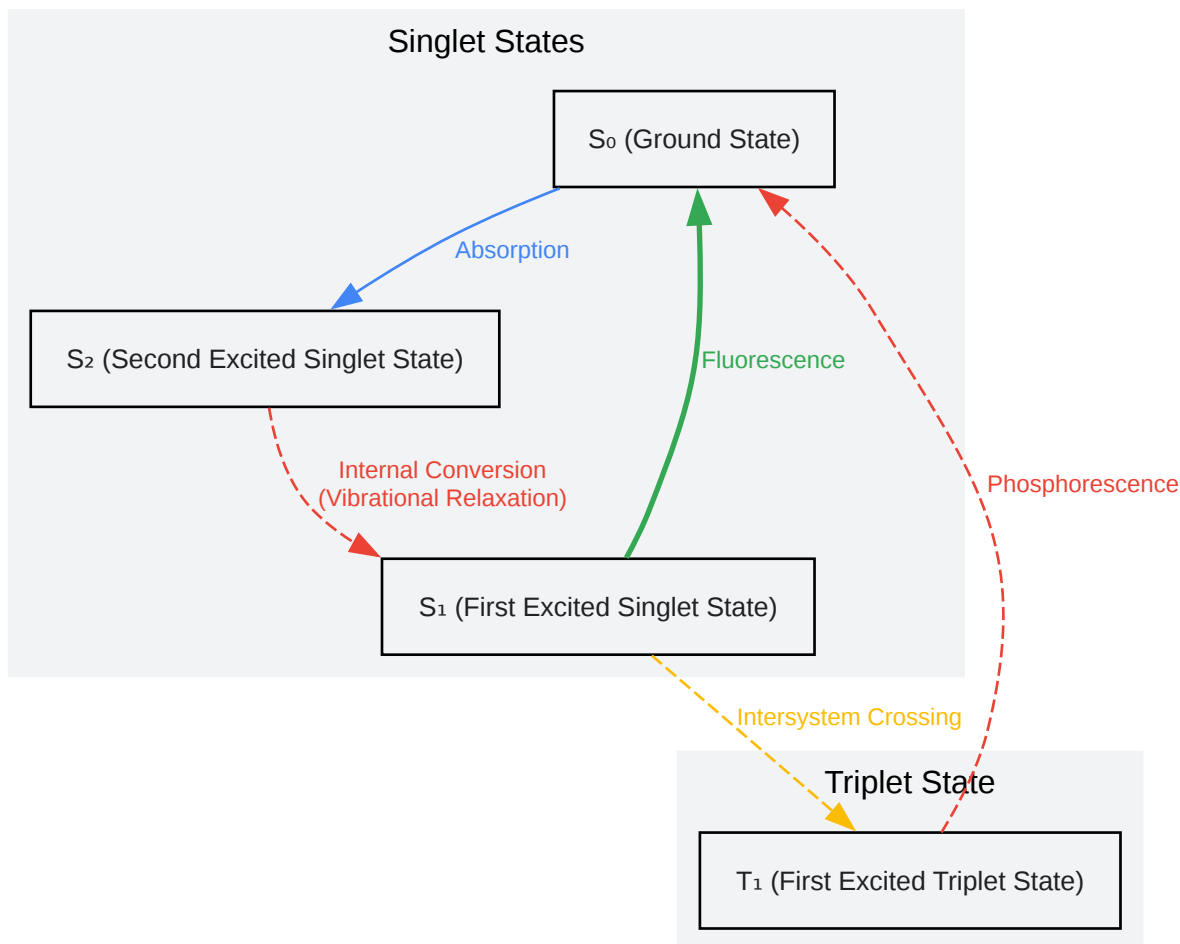 Singlet States
S₀ (Ground State)
Absorption
S₂ (Second Excited Singlet State)
Fluorescence
Internal Conversion
(Vibrational Relaxation)
Phosphorescence
S₁ (First Excited Singlet State)
Intersystem Crossing
Triplet State
T₁ (First Excited Triplet State)